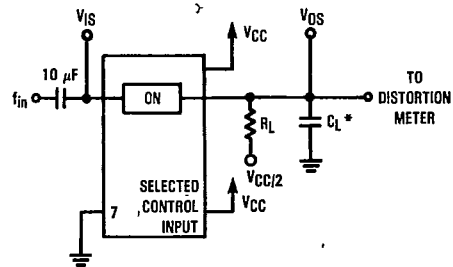 VIS
VCC
VOS
10 μF
fin
ON
TO
DISTORTION
METER
RL
CL*
VCC/2
SELECTED
CONTROL
INPUT
VCC
7